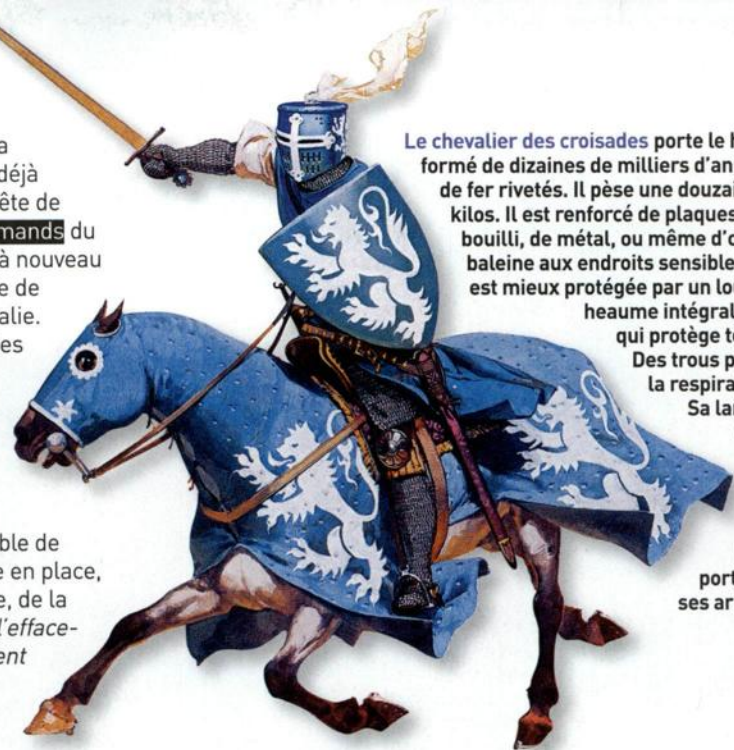 a
déjà
ête de
mands du
à nouveau
e de
alie.
es
ble de
e en place,
e, de la
l'efface-
ent
Le chevalier des croisades porte le h
formé de dizaines de milliers d'an
de fer rivetés. Il pèse une douzai
kilos. Il est renforcé de plaques
bouilli, de métal, ou même d'o
baleine aux endroits sensible
est mieux protégée par un lou
heaume intégral
qui protège to
Des trous p
la respira
Sa la
port
ses ar